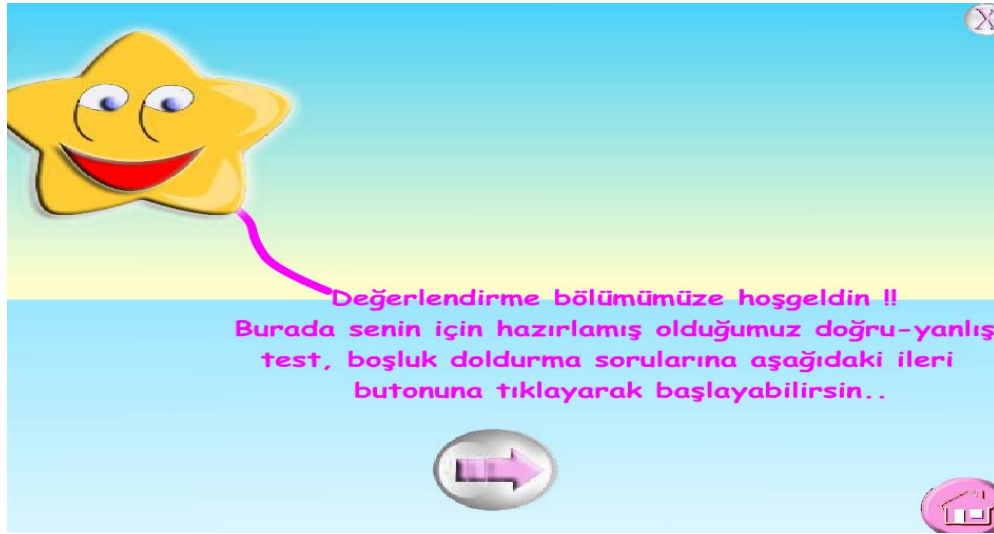 X
Değerlendirme bölümümüze hoşgeldin !!
Burada senin için hazırlamış olduğumuz doğru-yanlış
test, boşluk doldurma sorularına aşağıdaki ileri
butonuna tıklayarak başlayabilirsin..